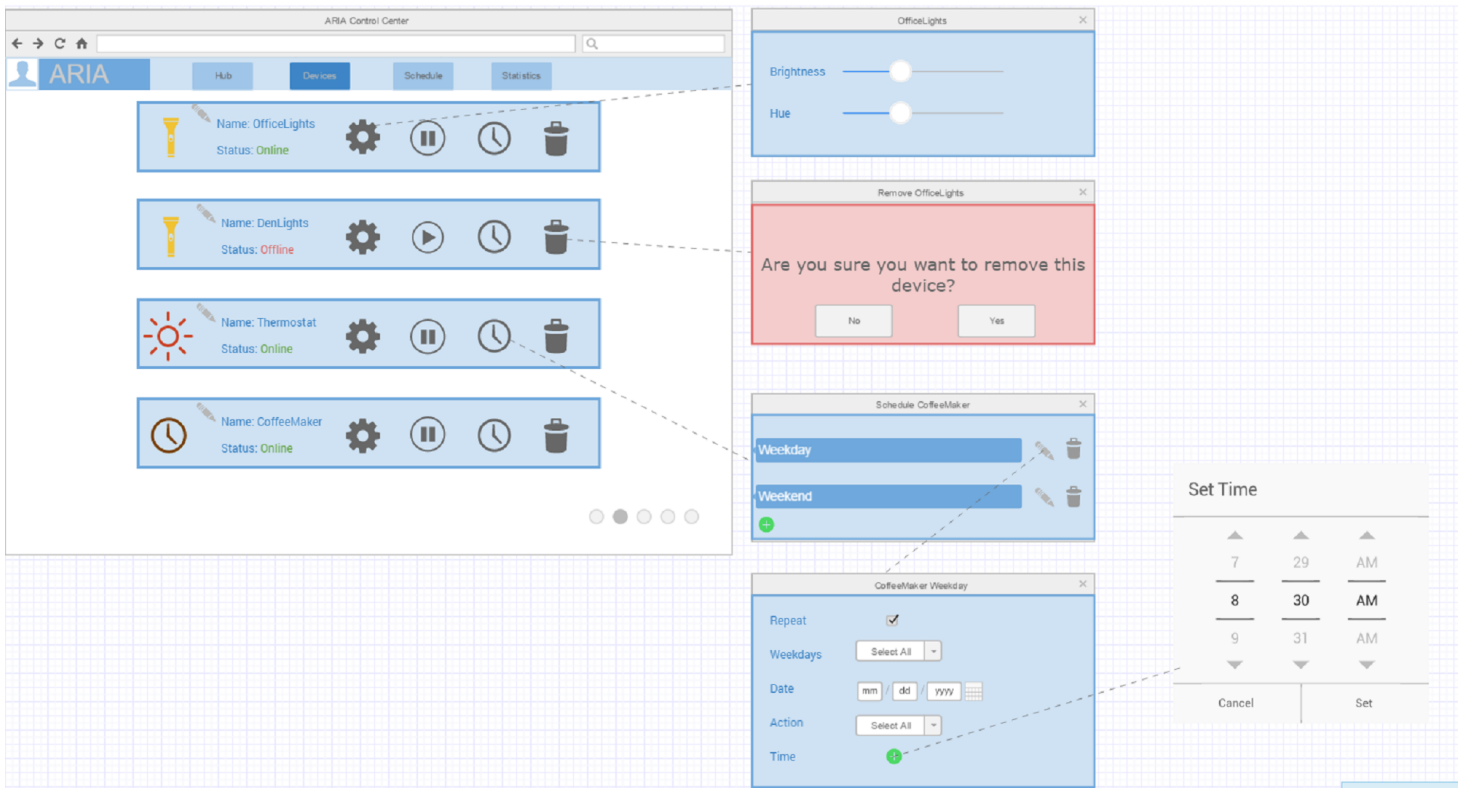 ARIA Control Center
ARIA
Hub
Devices
Schedule
Statistics
Name: OfficeLights
Status: Online
Name: DenLights
Status: Offline
Name: Thermostat
Status: Online
Name: CoffeeMaker
Status: Online
OfficeLights
Brightness
Hue
Remove OfficeLights
Are you sure you want to remove this
device?
No Yes
Schedule CoffeeMaker
Weekday
Weekend
CoffeeMaker Weekday
Repeat
Weekdays Select All
Date mm / dd / yyyy
Action Select All
Time
Set Time
7 29 AM
8 30 AM
9 31 AM
Cancel Set